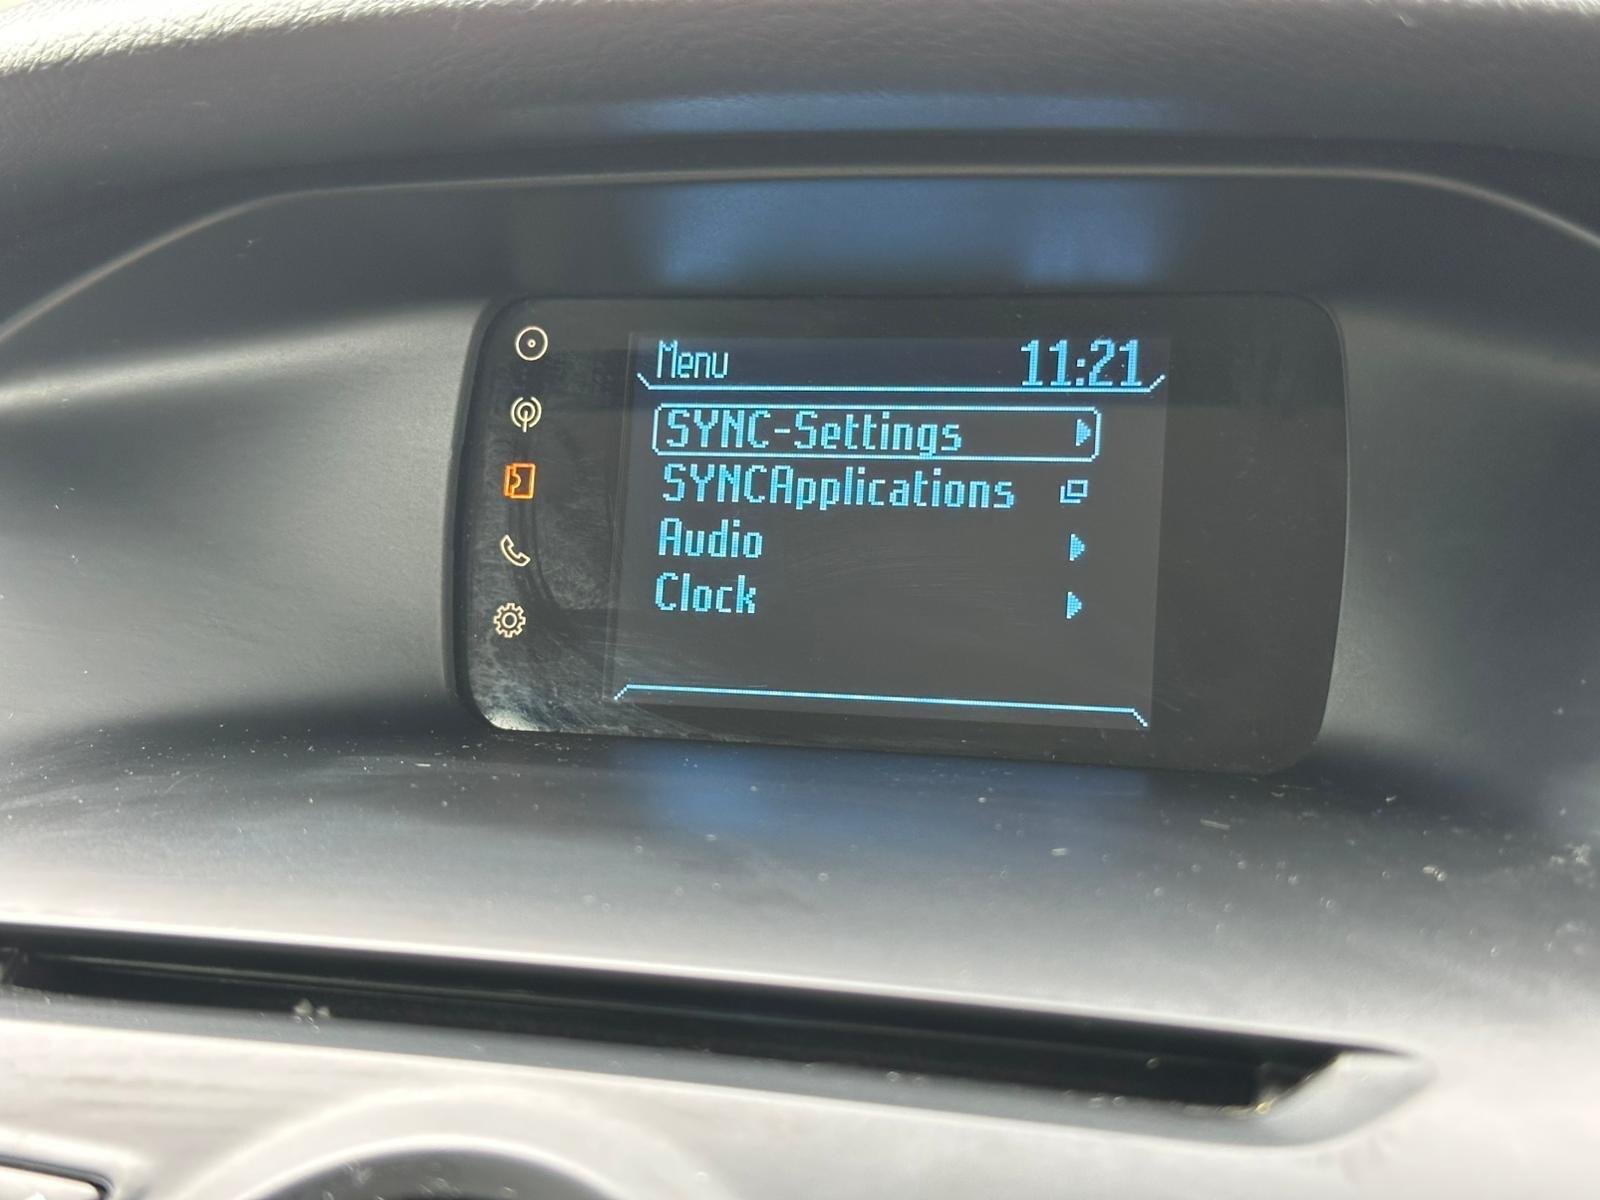 Menu 11:21
SYNC-Settings
SYNCApplications
Audio
Clock